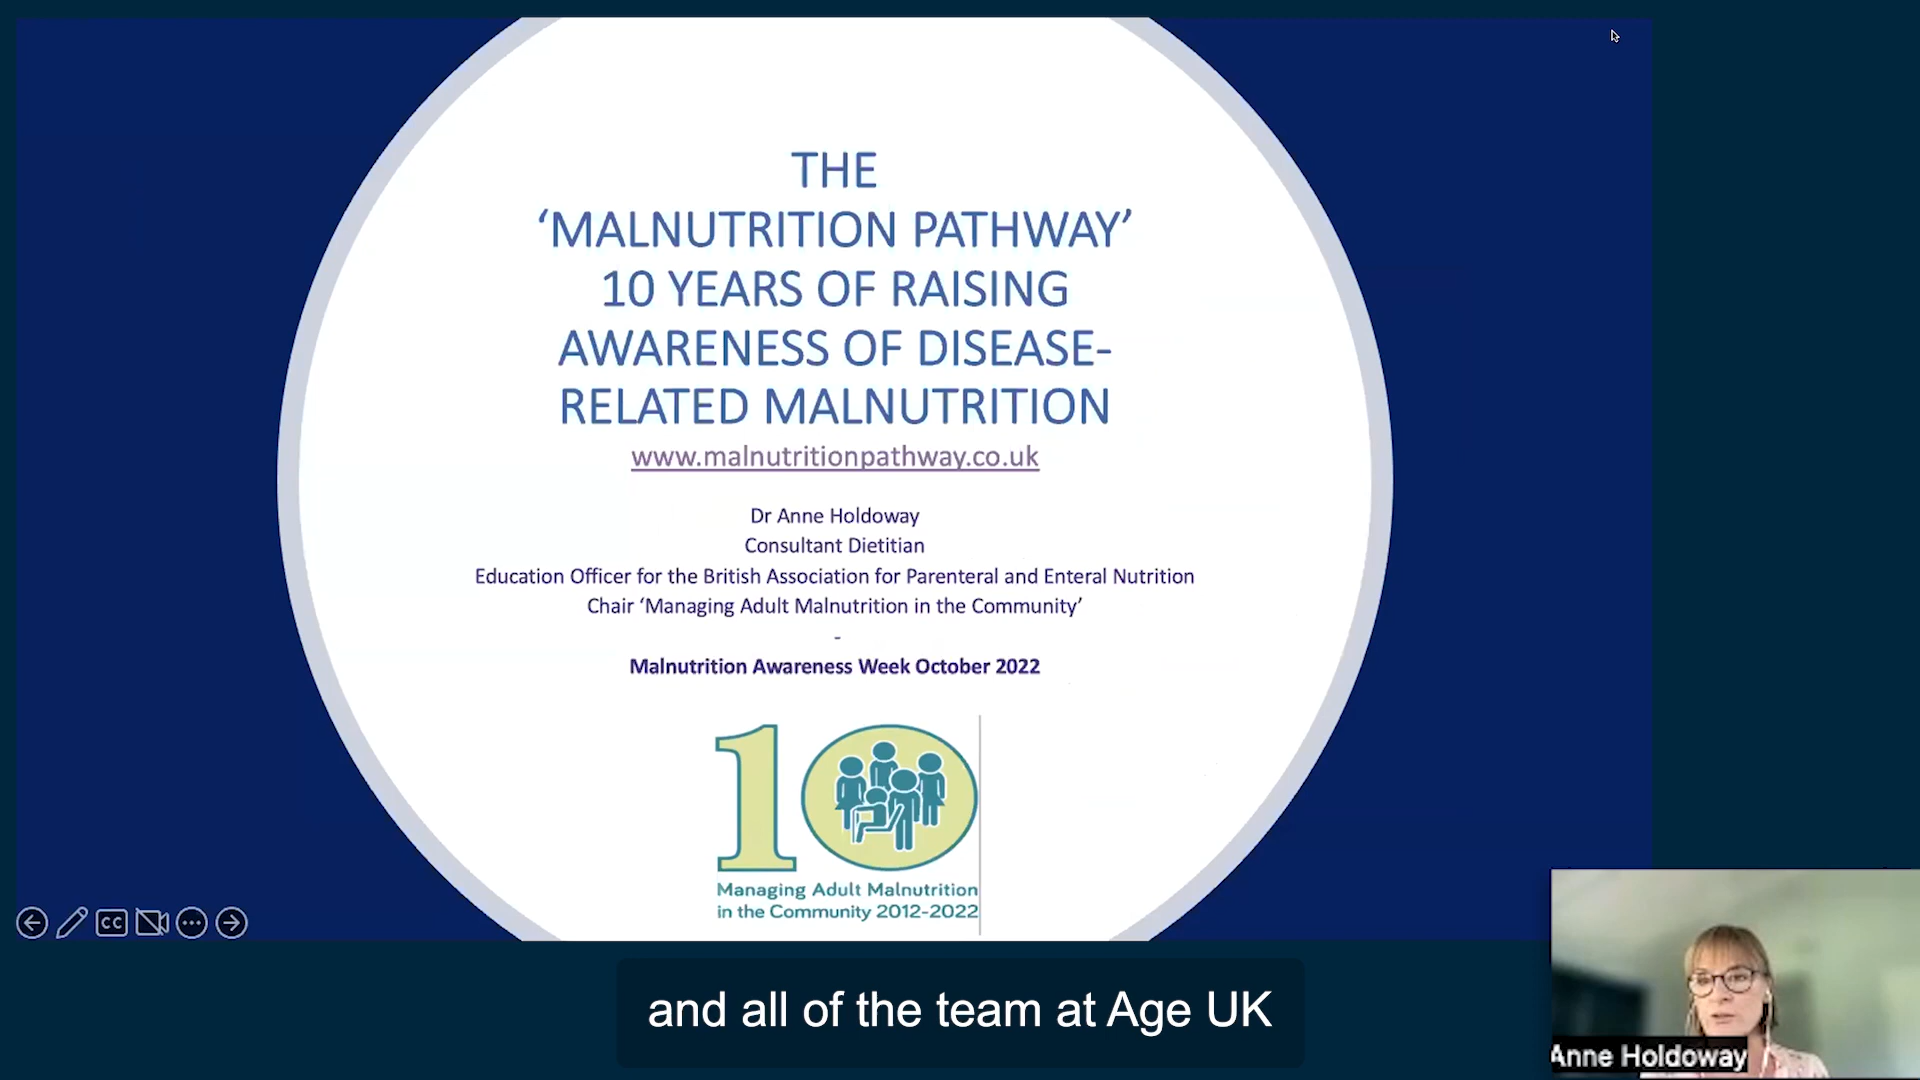 THE
‘MALNUTRITION PATHWAY’
10 YEARS OF RAISING
AWARENESS OF DISEASE-
RELATED MALNUTRITION
www.malnutritionpathway.co.uk
Dr Anne Holdoway
Consultant Dietitian
Education Officer for the British Association for Parenteral and Enteral Nutrition
Chair ‘Managing Adult Malnutrition in the Community’
-
Malnutrition Awareness Week October 2022
10
Managing Adult Malnutrition
in the Community 2012-2022
CC
and all of the team at Age UK
Anne Holdoway